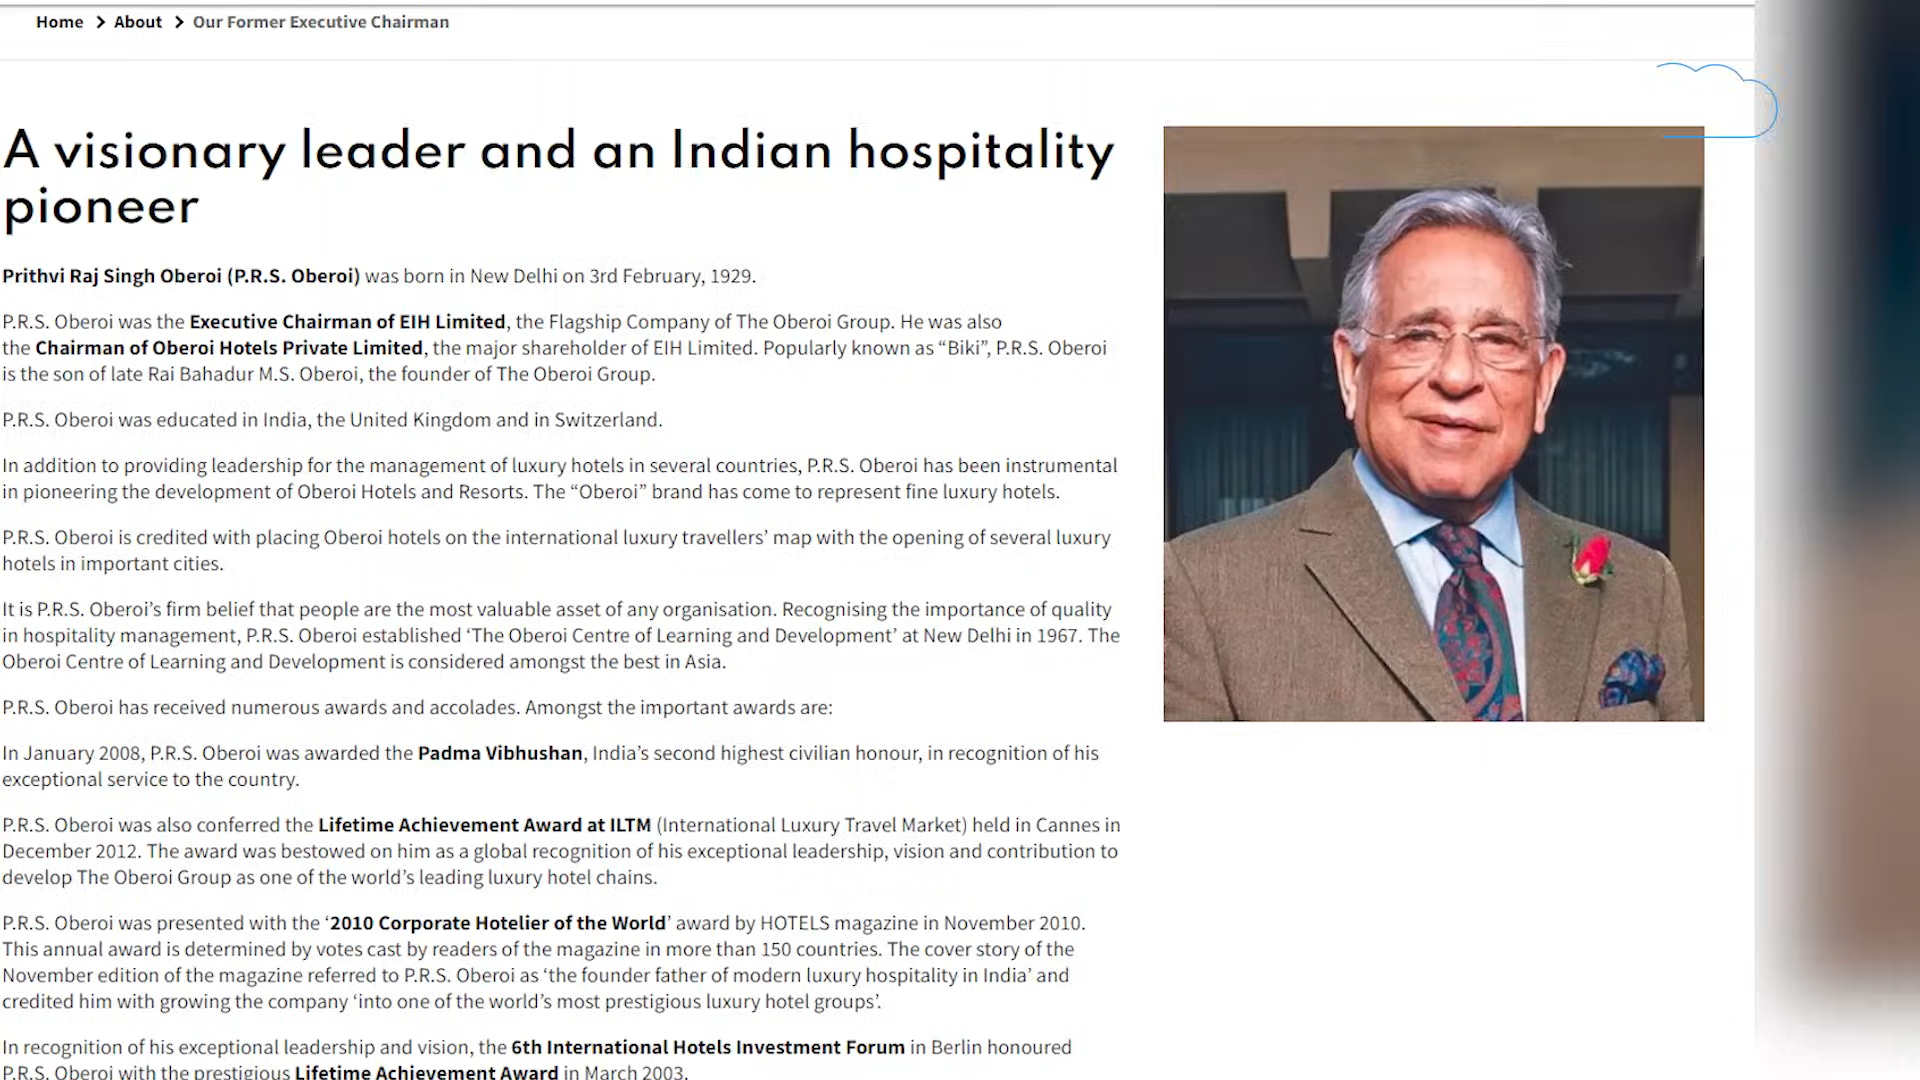 Home > About > Our Former Executive Chairman
A visionary leader and an Indian hospitality
pioneer
Prithvi Raj Singh Oberoi (P.R.S. Oberoi) was born in New Delhi on 3rd February, 1929.
P.R.S. Oberoi was the Executive Chairman of EIH Limited, the Flagship Company of The Oberoi Group. He was also
the Chairman of Oberoi Hotels Private Limited, the major shareholder of EIH Limited. Popularly known as “Biki”, P.R.S. Oberoi
is the son of late Rai Bahadur M.S. Oberoi, the founder of The Oberoi Group.
P.R.S. Oberoi was educated in India, the United Kingdom and in Switzerland.
In addition to providing leadership for the management of luxury hotels in several countries, P.R.S. Oberoi has been instrumental
in pioneering the development of Oberoi Hotels and Resorts. The “Oberoi” brand has come to represent fine luxury hotels.
P.R.S. Oberoi is credited with placing Oberoi hotels on the international luxury travellers’ map with the opening of several luxury
hotels in important cities.
It is P.R.S. Oberoi’s firm belief that people are the most valuable asset of any organisation. Recognising the importance of quality
in hospitality management, P.R.S. Oberoi established ‘The Oberoi Centre of Learning and Development’ at New Delhi in 1967. The
Oberoi Centre of Learning and Development is considered amongst the best in Asia.
P.R.S. Oberoi has received numerous awards and accolades. Amongst the important awards are:
In January 2008, P.R.S. Oberoi was awarded the Padma Vibhushan, India’s second highest civilian honour, in recognition of his
exceptional service to the country.
P.R.S. Oberoi was also conferred the Lifetime Achievement Award at ILTM (International Luxury Travel Market) held in Cannes in
December 2012. The award was bestowed on him as a global recognition of his exceptional leadership, vision and contribution to
develop The Oberoi Group as one of the world’s leading luxury hotel chains.
P.R.S. Oberoi was presented with the ‘2010 Corporate Hotelier of the World’ award by HOTELS magazine in November 2010.
This annual award is determined by votes cast by readers of the magazine in more than 150 countries. The cover story of the
November edition of the magazine referred to P.R.S. Oberoi as ‘the founder father of modern luxury hospitality in India’ and
credited him with growing the company ‘into one of the world’s most prestigious luxury hotel groups’.
In recognition of his exceptional leadership and vision, the 6th International Hotels Investment Forum in Berlin honoured
P.R.S. Oberoi with the prestigious Lifetime Achievement Award in March 2003.